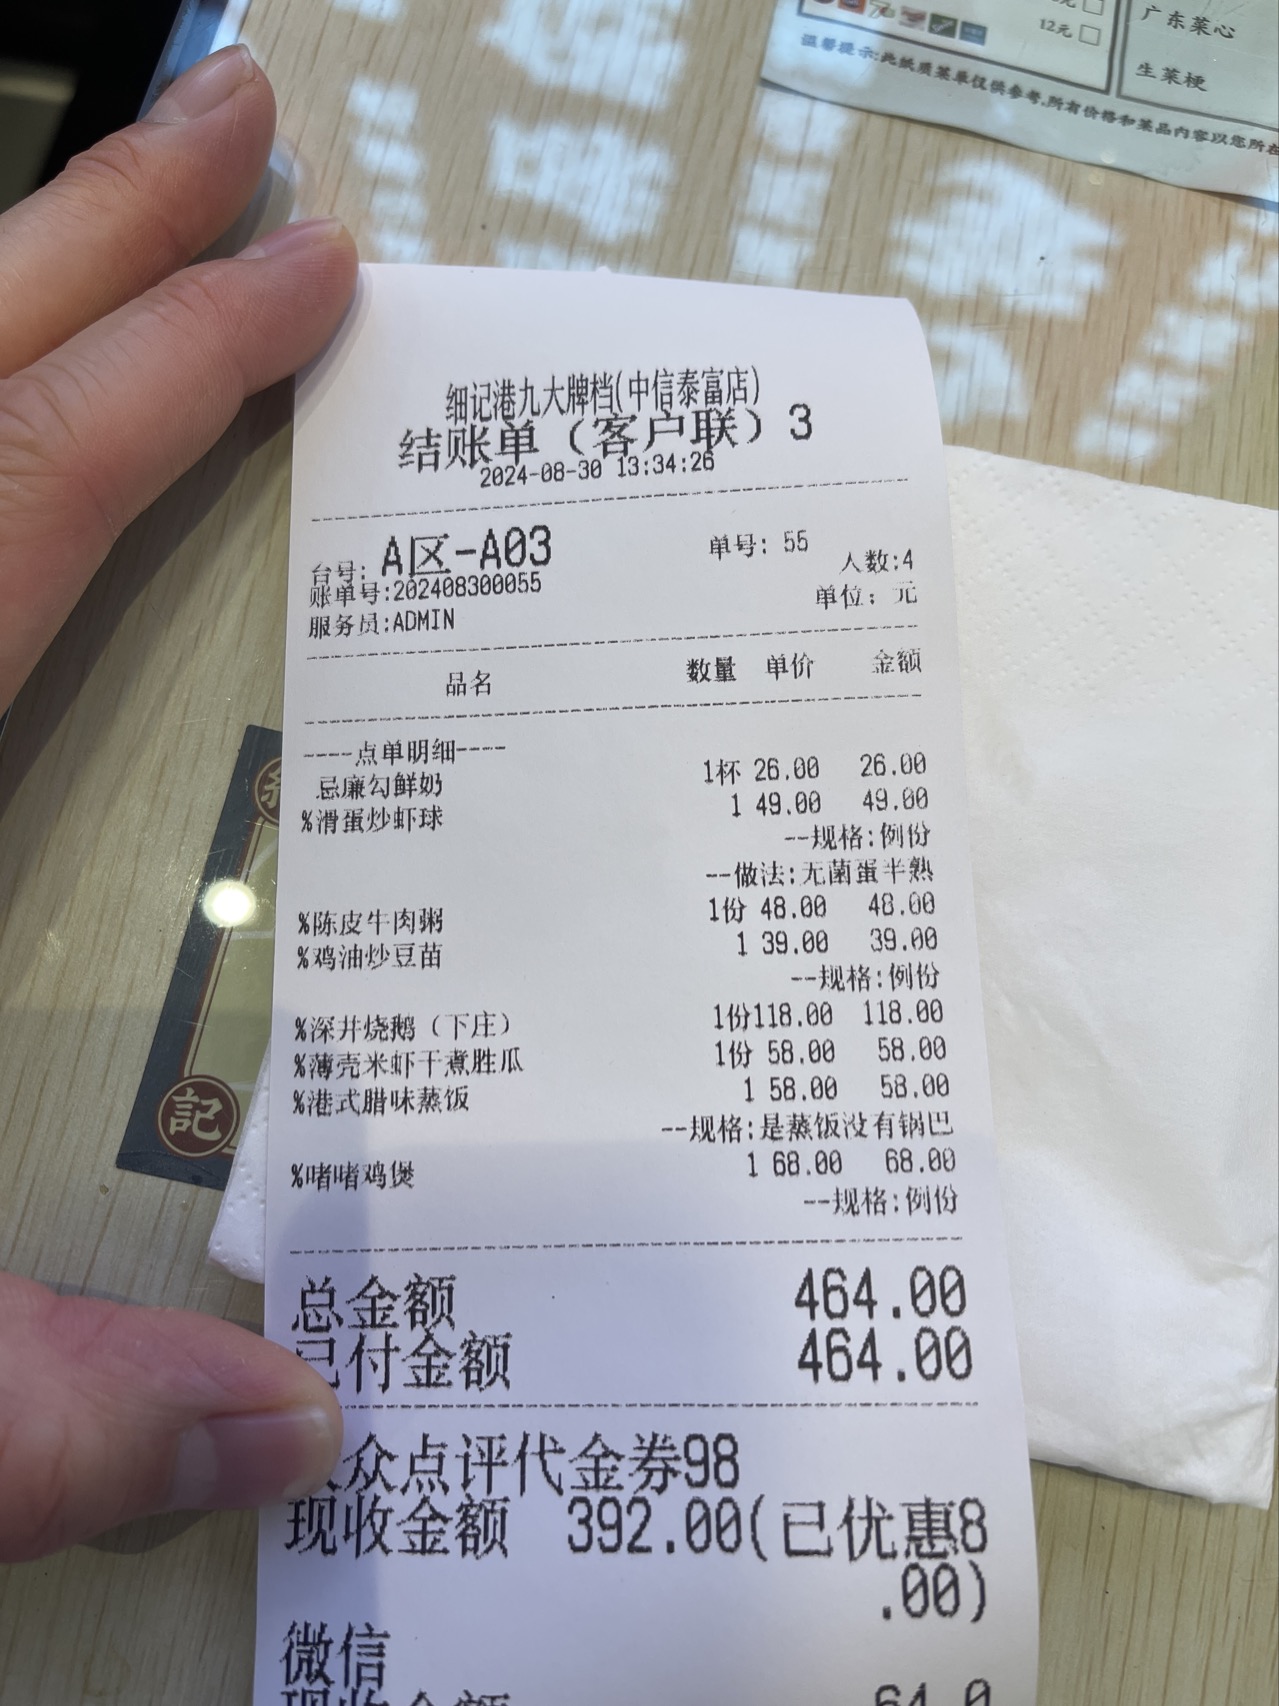 元
12元
广东菜心
生菜梗
温馨提示:此纸质菜单仅供参考,所有价格和菜品内容以您所在
细记港九大牌档(中信泰富店)
结账单（客户联）3
2024-08-30 13:34:26
台号: A区-A03 单号: 55
账单号:202408300055 人数:4
服务员:ADMIN 单位: 元
品名 数量 单价 金额
----点单明细----
忌廉勾鲜奶 1杯 26.00 26.00
%滑蛋炒虾球 1 49.00 49.00
--规格:例份
--做法:无菌蛋半熟
%陈皮牛肉粥 1份 48.00 48.00
%鸡油炒豆苗 1 39.00 39.00
--规格:例份
%深井烧鹅（下庄） 1份118.00 118.00
%薄壳米虾干煮胜瓜 1份 58.00 58.00
%港式腊味蒸饭 1 58.00 58.00
--规格:是蒸饭没有锅巴
%啫啫鸡煲 1 68.00 68.00
--规格:例份
总金额 464.00
已付金额 464.00
众点评代金券98
现收金额 392.00(已优惠8
.00)
微信
现收金额 64.0
記